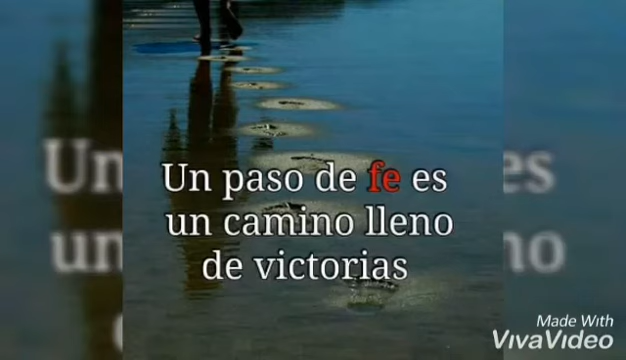 Un paso de fe es
un camino lleno
de victorias
Made With
VivaVideo